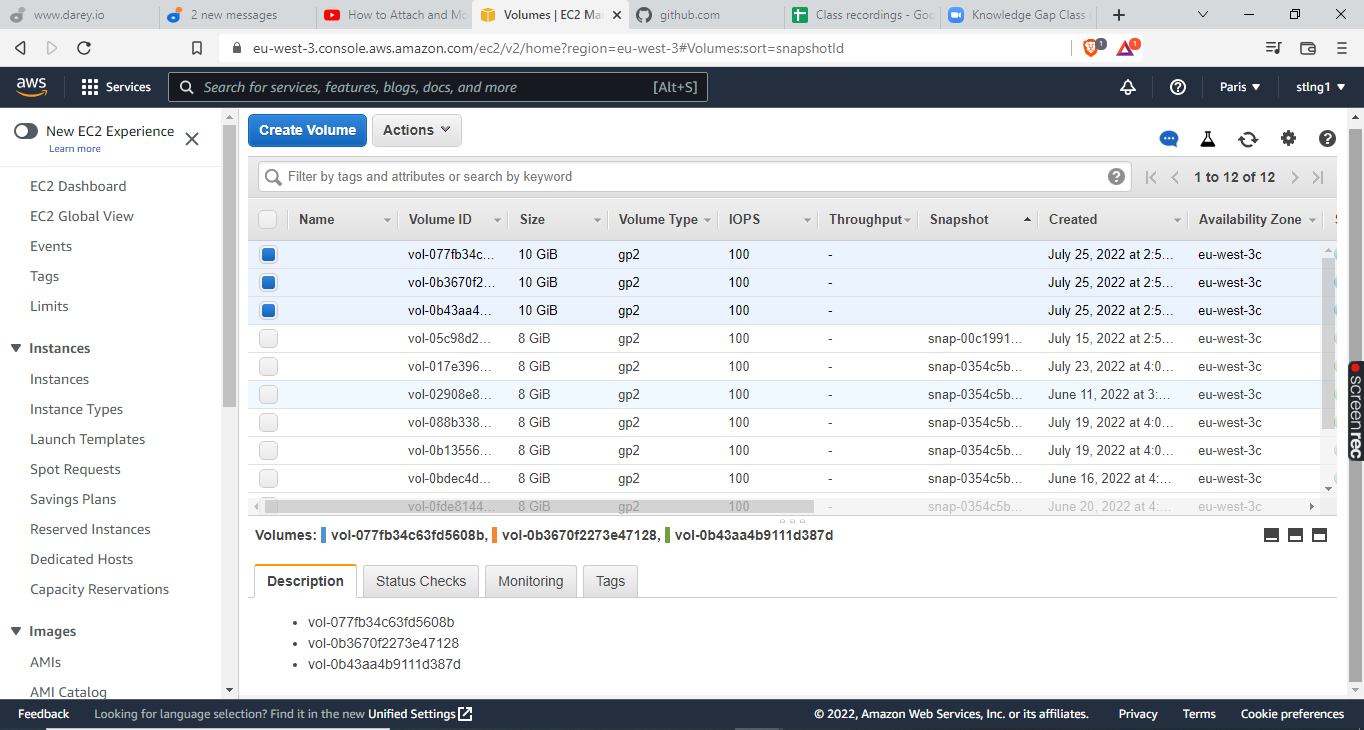 www.darey.io
2 new messages
How to Attach and Mo
Volumes | EC2 Ma
github.com
Class recordings - Goo
Knowledge Gap Class
eu-west-3.console.aws.amazon.com/ec2/v2/home?region=eu-west-3#Volumes:sort=snapshotId
1
1
aws
Services
Search for services, features, blogs, docs, and more
[Alt+S]
Paris
stlng1
New EC2 Experience
Learn more
EC2 Dashboard
EC2 Global View
Events
Tags
Limits
Instances
Instances
Instance Types
Launch Templates
Spot Requests
Savings Plans
Reserved Instances
Dedicated Hosts
Capacity Reservations
Images
AMIs
AMI Catalog
Create Volume
Actions
Filter by tags and attributes or search by keyword
1 to 12 of 12
Name Volume ID Size Volume Type IOPS Throughput Snapshot Created Availability Zone
vol-077fb34c... 10 GiB gp2 100 - July 25, 2022 at 2:5... eu-west-3c
vol-0b3670f2... 10 GiB gp2 100 - July 25, 2022 at 2:5... eu-west-3c
vol-0b43aa4... 10 GiB gp2 100 - July 25, 2022 at 2:5... eu-west-3c
vol-05c98d2... 8 GiB gp2 100 - snap-00c1991... July 15, 2022 at 2:5... eu-west-3c
vol-017e396... 8 GiB gp2 100 - snap-0354c5b... July 23, 2022 at 4:0... eu-west-3c
vol-02908e8... 8 GiB gp2 100 - snap-0354c5b... June 11, 2022 at 3:... eu-west-3c
vol-088b338... 8 GiB gp2 100 - snap-0354c5b... July 19, 2022 at 4:0... eu-west-3c
vol-0b13556... 8 GiB gp2 100 - snap-0354c5b... July 19, 2022 at 4:0... eu-west-3c
vol-0bdec4d... 8 GiB gp2 100 - snap-0354c5b... June 16, 2022 at 4:... eu-west-3c
vol-0fde8144... 8 GiB gp2 100 - snap-0354c5b... June 20, 2022 at 4:... eu-west-3c
Volumes: vol-077fb34c63fd5608b, vol-0b3670f2273e47128, vol-0b43aa4b9111d387d
Description
Status Checks
Monitoring
Tags
• vol-077fb34c63fd5608b
• vol-0b3670f2273e47128
• vol-0b43aa4b9111d387d
screenrec
Feedback
Looking for language selection? Find it in the new Unified Settings
© 2022, Amazon Web Services, Inc. or its affiliates.
Privacy
Terms
Cookie preferences